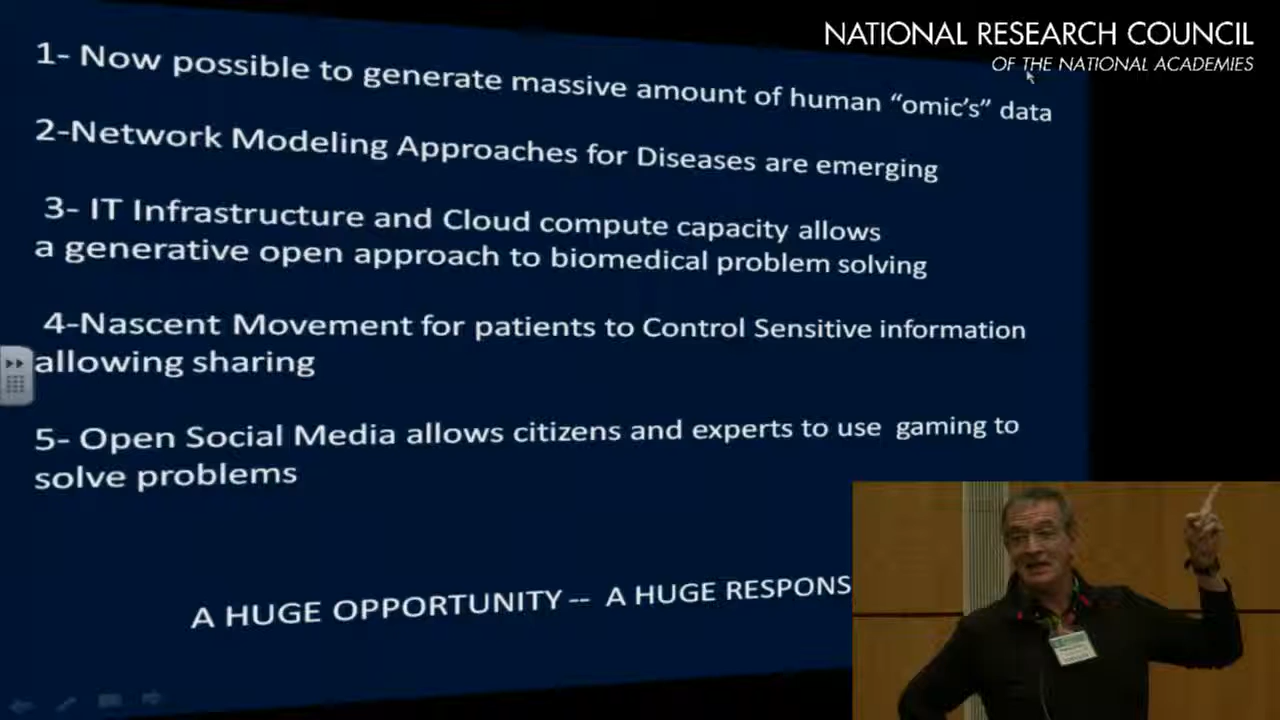 NATIONAL RESEARCH COUNCIL
OF THE NATIONAL ACADEMIES
1- Now possible to generate massive amount of human “omic’s” data
2-Network Modeling Approaches for Diseases are emerging
3- IT Infrastructure and Cloud compute capacity allows
a generative open approach to biomedical problem solving
4-Nascent Movement for patients to Control Sensitive information
allowing sharing
5- Open Social Media allows citizens and experts to use gaming to
solve problems
A HUGE OPPORTUNITY -- A HUGE RESPONS